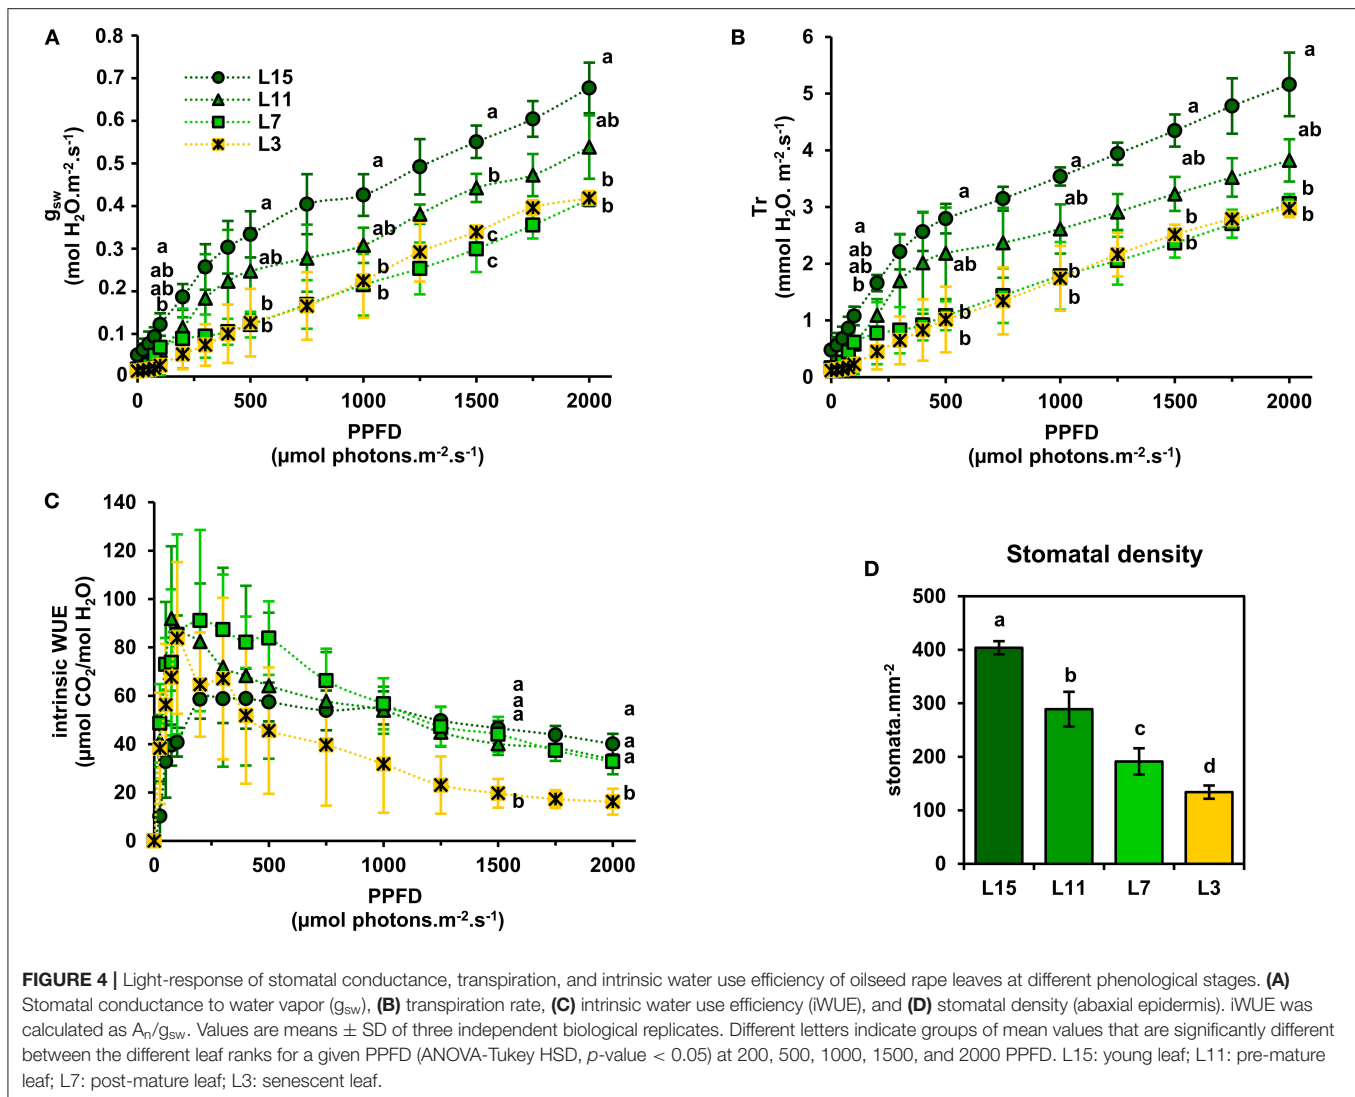 A
g_sw
(mol H₂O.m⁻².s⁻¹)
0.8
0.7
0.6
0.5
0.4
0.3
0.2
0.1
0
L15
L11
L7
L3
a
ab
ab
b
a
ab
b
b
a
ab
b
b
a
b
c
c
a
ab
b
b
0 500 1000 1500 2000
PPFD
(µmol photons.m⁻².s⁻¹)
B
Tr
(mmol H₂O. m⁻².s⁻¹)
6
5
4
3
2
1
0
a
ab
ab
b
a
ab
b
b
a
ab
b
b
a
ab
b
b
a
ab
b
b
0 500 1000 1500 2000
PPFD
(µmol photons.m⁻².s⁻¹)
C
intrinsic WUE
(µmol CO₂/mol H₂O)
140
120
100
80
60
40
20
0
a
a
a
b
a
a
a
b
0 500 1000 1500 2000
PPFD
(µmol photons.m⁻².s⁻¹)
D
Stomatal density
stomata.mm⁻²
500
400
300
200
100
0
a
b
c
d
L15 L11 L7 L3
FIGURE 4 | Light-response of stomatal conductance, transpiration, and intrinsic water use efficiency of oilseed rape leaves at different phenological stages. (A)
Stomatal conductance to water vapor (g_sw), (B) transpiration rate, (C) intrinsic water use efficiency (iWUE), and (D) stomatal density (abaxial epidermis). iWUE was
calculated as Aₙ/g_sw. Values are means ± SD of three independent biological replicates. Different letters indicate groups of mean values that are significantly different
between the different leaf ranks for a given PPFD (ANOVA-Tukey HSD, p-value < 0.05) at 200, 500, 1000, 1500, and 2000 PPFD. L15: young leaf; L11: pre-mature
leaf; L7: post-mature leaf; L3: senescent leaf.